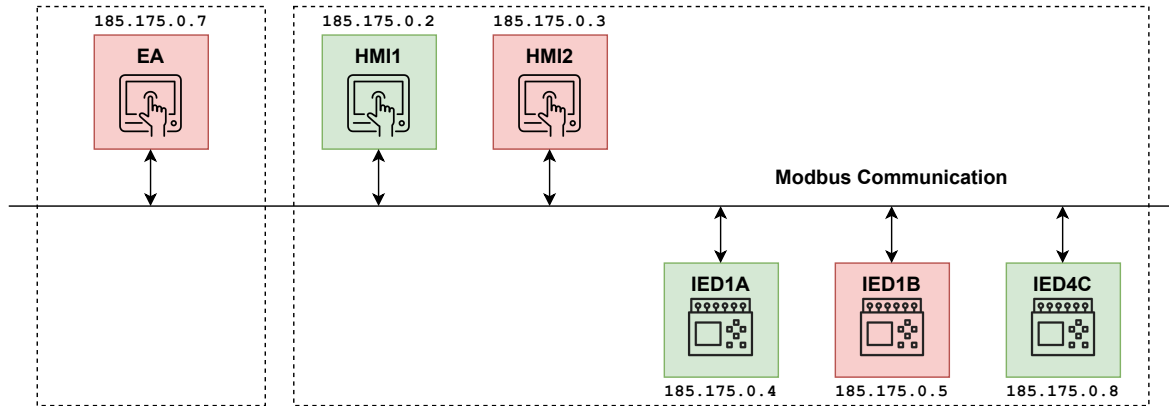 185.175.0.7
EA
185.175.0.2
HMI1
185.175.0.3
HMI2
Modbus Communication
IED1A
185.175.0.4
IED1B
185.175.0.5
IED4C
185.175.0.8